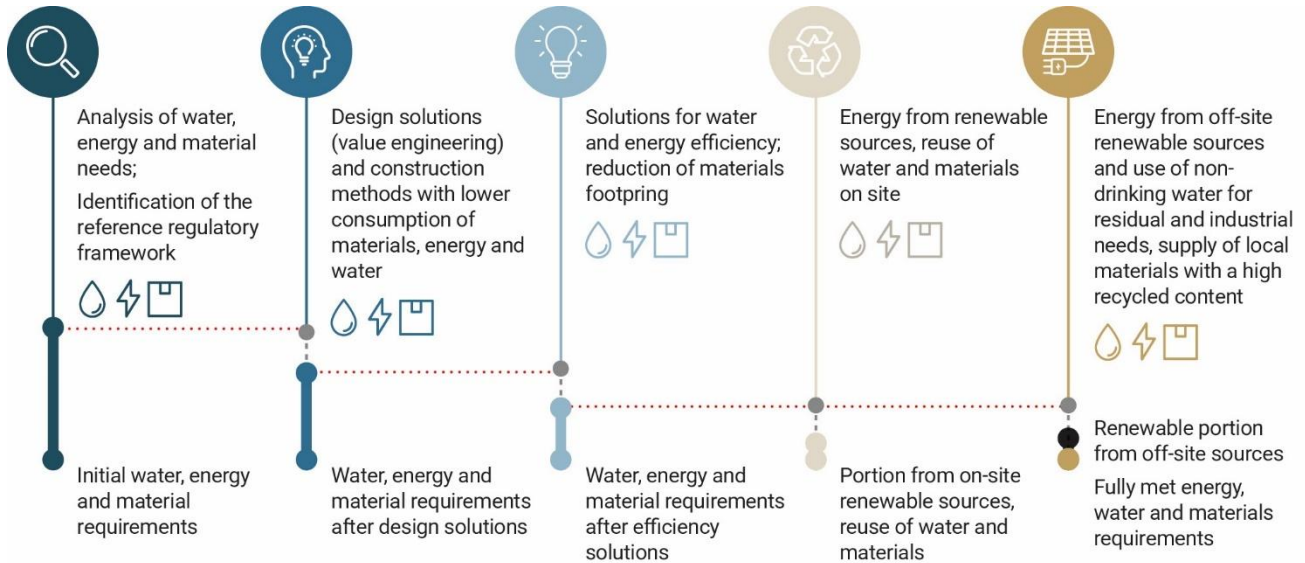 Analysis of water,
energy and material
needs;
Identification of the
reference regulatory
framework
Design solutions
(value engineering)
and construction
methods with lower
consumption of
materials, energy and
water
Solutions for water
and energy efficiency;
reduction of materials
footpring
Energy from renewable
sources, reuse of
water and materials
on site
Energy from off-site
renewable sources
and use of non-
drinking water for
residual and industrial
needs, supply of local
materials with a high
recycled content
Initial water, energy
and material
requirements
Water, energy and
material requirements
after design solutions
Water, energy and
material requirements
after efficiency
solutions
Portion from on-site
renewable sources,
reuse of water and
materials
Renewable portion
from off-site sources
Fully met energy,
water and materials
requirements